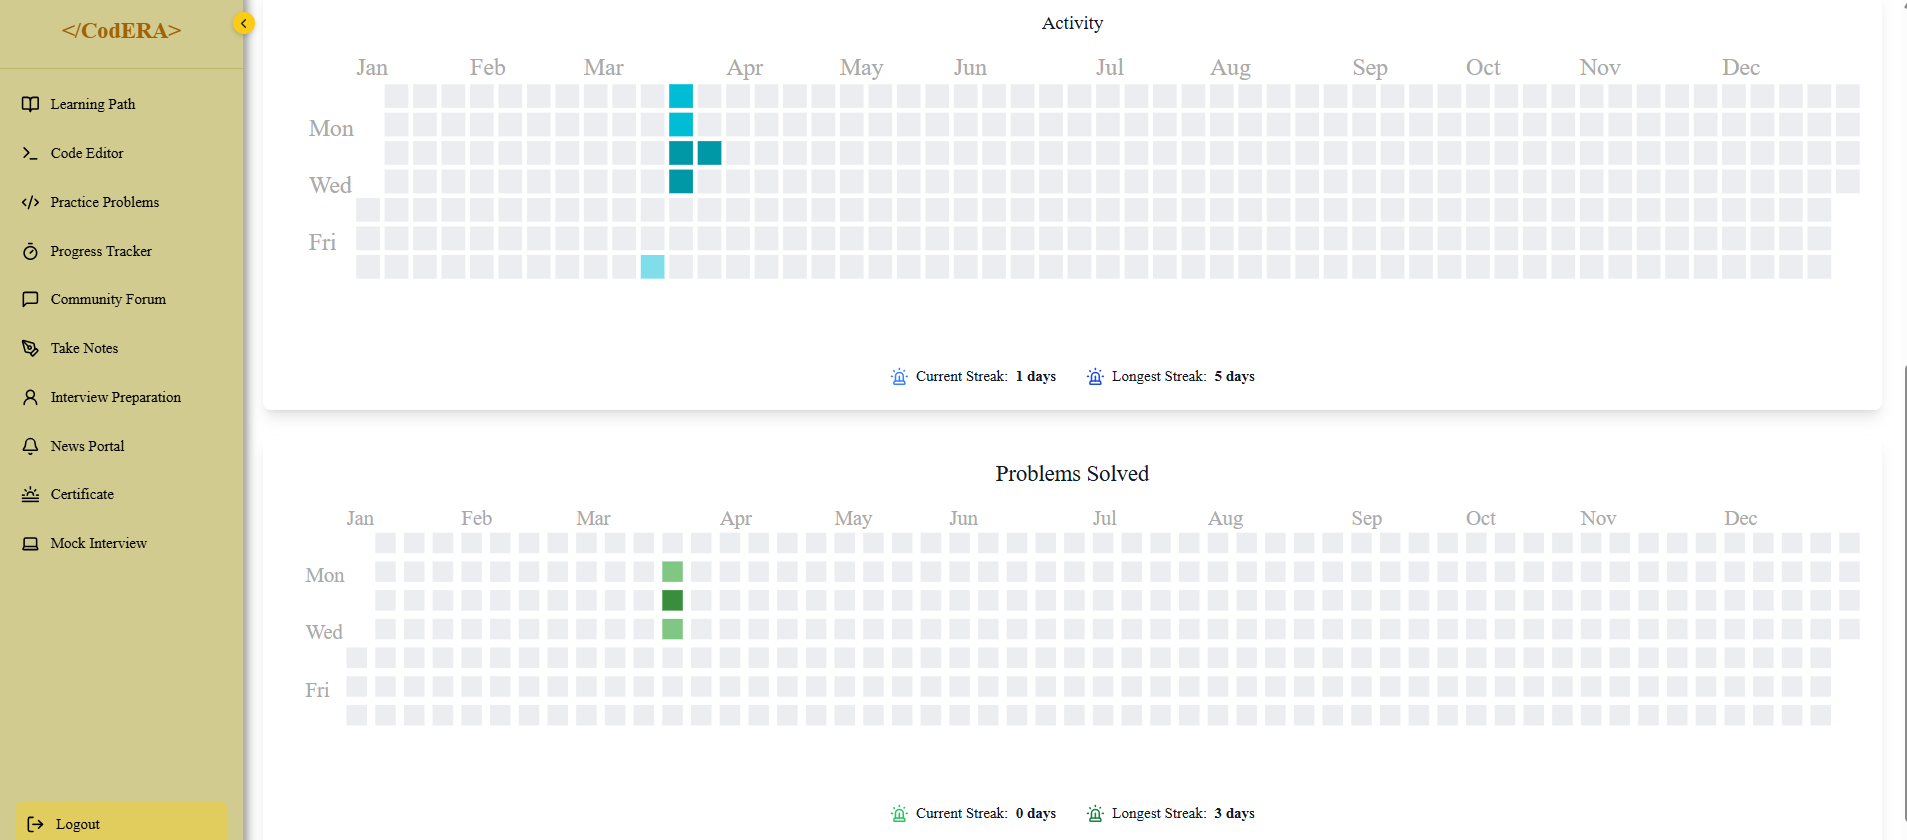 </CodERA>
Learning Path
Code Editor
Practice Problems
Progress Tracker
Community Forum
Take Notes
Interview Preparation
News Portal
Certificate
Mock Interview
Logout
Activity
Jan Feb Mar Apr May Jun Jul Aug Sep Oct Nov Dec
Mon
Wed
Fri
Current Streak: 1 days Longest Streak: 5 days
Problems Solved
Jan Feb Mar Apr May Jun Jul Aug Sep Oct Nov Dec
Mon
Wed
Fri
Current Streak: 0 days Longest Streak: 3 days